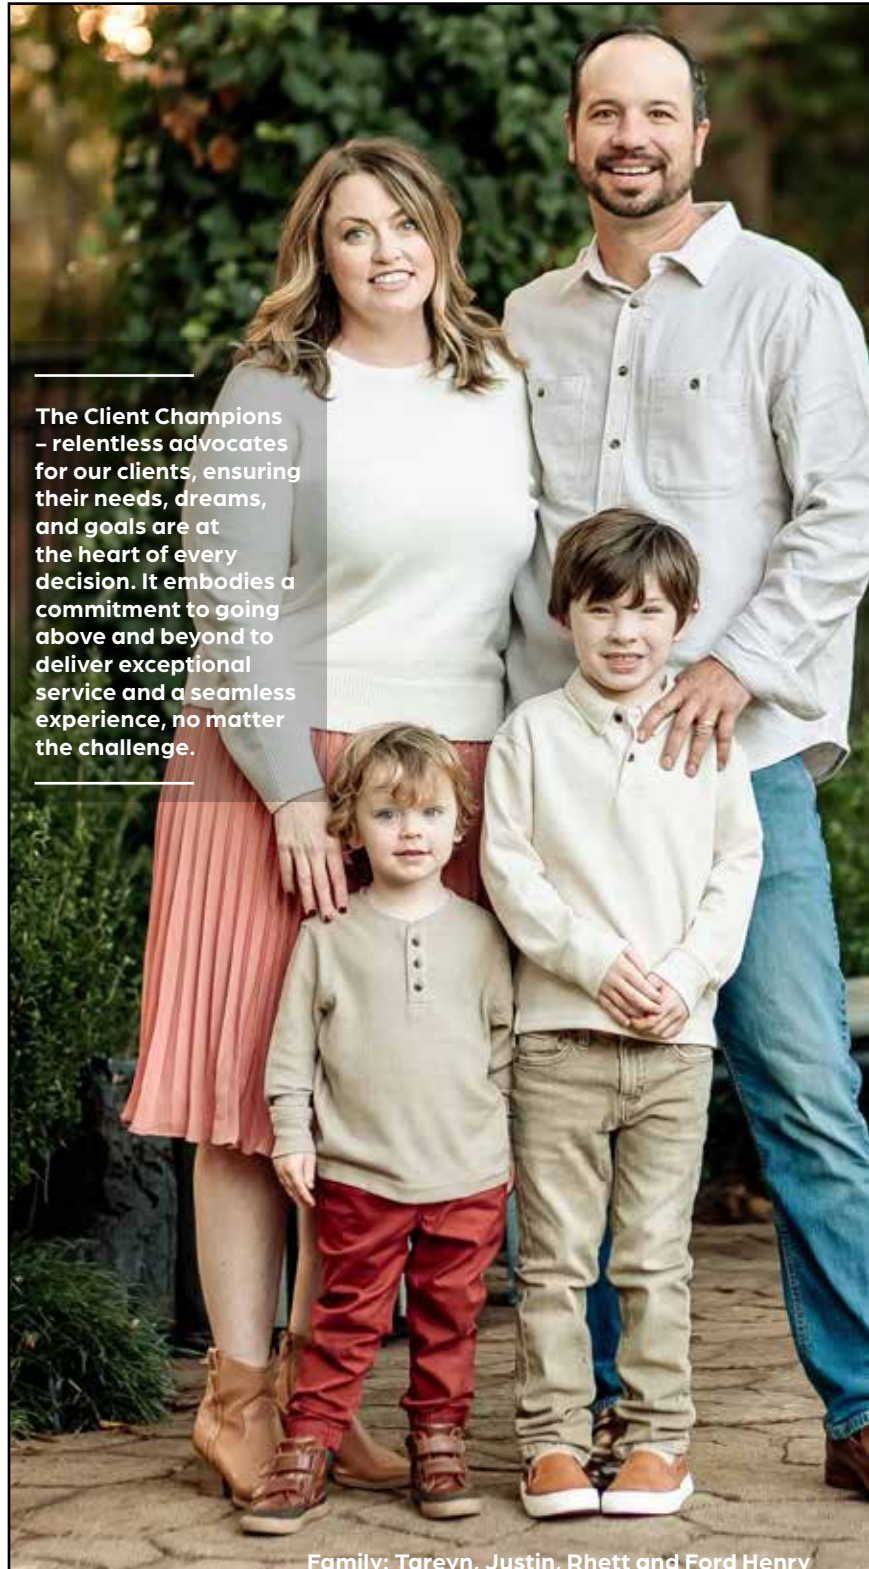 The Client Champions
– relentless advocates
for our clients, ensuring
their needs, dreams,
and goals are at
the heart of every
decision. It embodies a
commitment to going
above and beyond to
deliver exceptional
service and a seamless
experience, no matter
the challenge.
Family: Tareyn, Justin, Rhett and Ford Henry